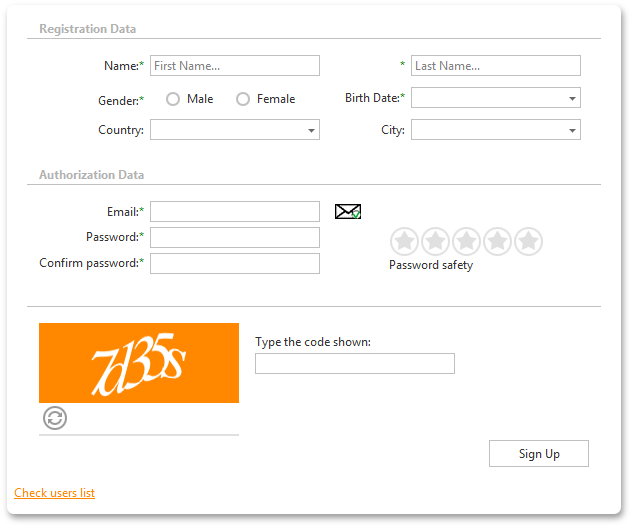 Registration Data
Name:* First Name... * Last Name...
Gender:* Male Female Birth Date:*
Country: City:
Authorization Data
Email:*
Password:*
Confirm password:* Password safety
7d35s
Type the code shown:
Sign Up
Check users list